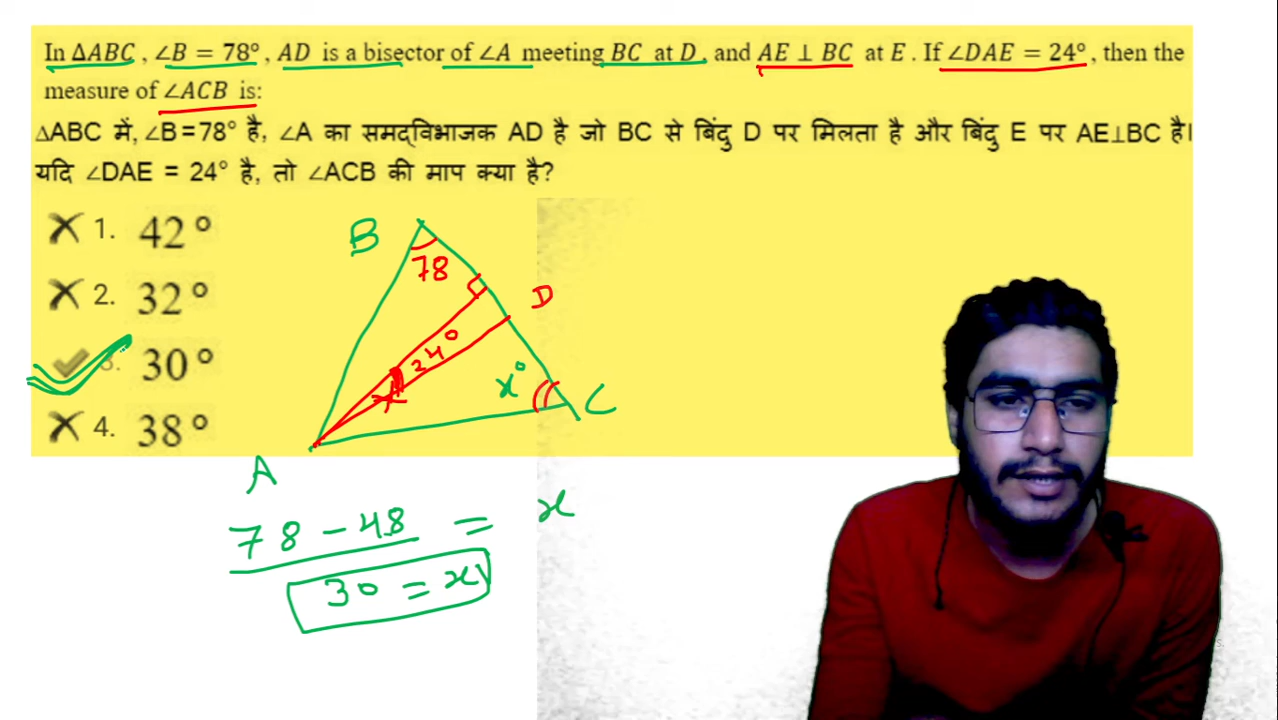 In ΔABC , ∠B = 78° , AD is a bisector of ∠A meeting BC at D, and AE ⊥ BC at E . If ∠DAE = 24° , then the
measure of ∠ACB is:
ΔABC में, ∠B=78° है, ∠A का समद्विभाजक AD है जो BC से बिंदु D पर मिलता है और बिंदु E पर AE⊥BC है।
यदि ∠DAE = 24° है, तो ∠ACB की माप क्या है?
1. 42°
2. 32°
3. 30°
4. 38°
B
78
D
24°
x°
C
A
78 - 48 = x
30 = x